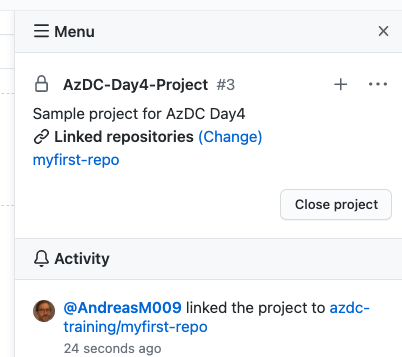 Menu
AzDC-Day4-Project #3
Sample project for AzDC Day4
Linked repositories (Change)
myfirst-repo
Close project
Activity
@AndreasM009 linked the project to azdc-
training/myfirst-repo
24 seconds ago